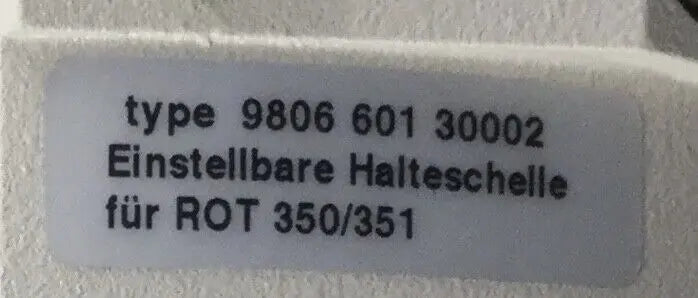 type 9806 601 30002
Einstellbare Halteschelle
für ROT 350/351